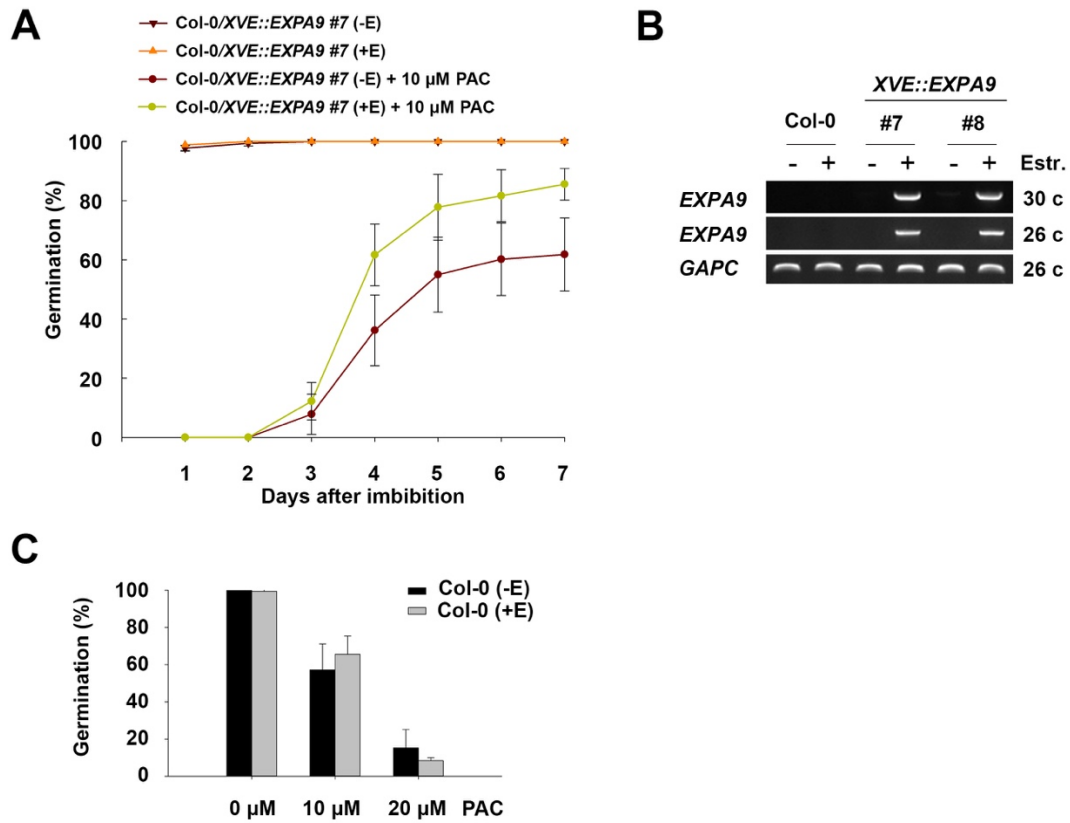 A
Col-0/XVE::EXPA9 #7 (-E)
Col-0/XVE::EXPA9 #7 (+E)
Col-0/XVE::EXPA9 #7 (-E) + 10 µM PAC
Col-0/XVE::EXPA9 #7 (+E) + 10 µM PAC
Germination (%)
100
80
60
40
20
0
1 2 3 4 5 6 7
Days after imbibition
B
XVE::EXPA9
Col-0 #7 #8
- + - + - + Estr.
EXPA9 30 c
EXPA9 26 c
GAPC 26 c
C
Col-0 (-E)
Col-0 (+E)
Germination (%)
100
80
60
40
20
0
0 µM 10 µM 20 µM PAC